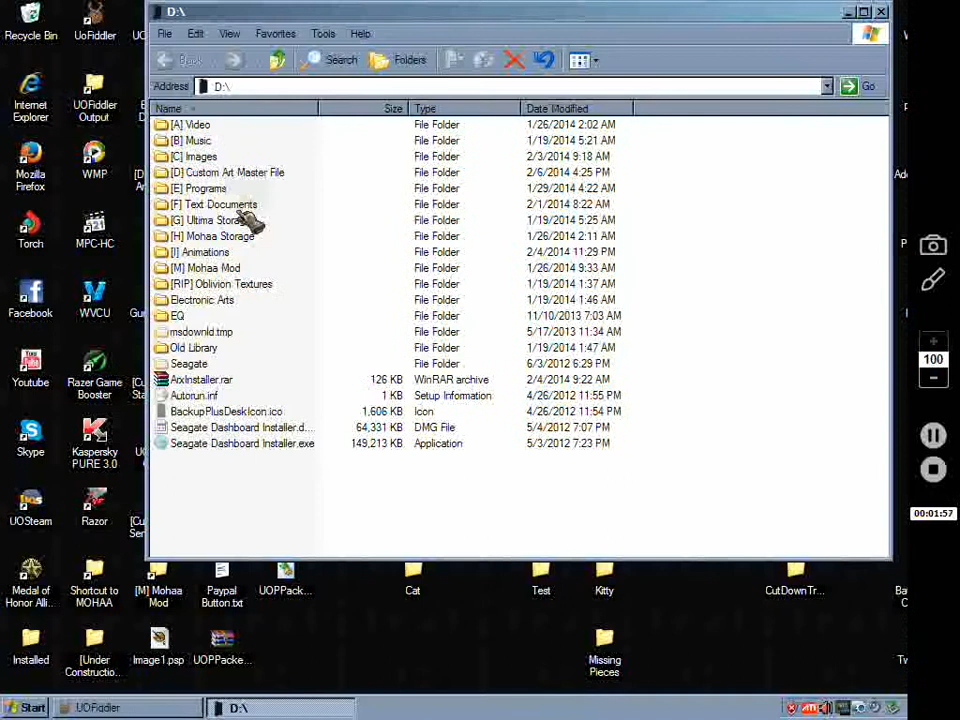 D:\
File Edit View Favorites Tools Help
Back Search Folders
Address D:\ Go
Name Size Type Date Modified
[A] Video File Folder 1/26/2014 2:02 AM
[B] Music File Folder 1/19/2014 5:21 AM
[C] Images File Folder 2/3/2014 9:18 AM
[D] Custom Art Master File File Folder 2/6/2014 4:25 PM
[E] Programs File Folder 1/29/2014 4:22 AM
[F] Text Documents File Folder 2/1/2014 8:22 AM
[G] Ultima File Folder 1/19/2014 5:25 AM
[H] Mohaa Storage File Folder 1/26/2014 2:11 AM
[I] Animations File Folder 2/4/2014 11:29 PM
[M] Mohaa Mod File Folder 1/26/2014 9:33 AM
[RIP] Oblivion Textures File Folder 1/19/2014 1:37 AM
Electronic Arts File Folder 1/19/2014 1:46 AM
EQ File Folder 11/10/2013 7:03 AM
msdownld.tmp File Folder 5/17/2013 11:34 AM
Old Library File Folder 1/19/2014 1:47 AM
Seagate File Folder 6/3/2012 6:29 PM
ArxInstaller.rar 126 KB WinRAR archive 2/4/2014 9:22 AM
Autorun.inf 1 KB Setup Information 4/26/2012 11:55 PM
BackupPlusDeskIcon.ico 1,606 KB Icon 4/26/2012 11:54 PM
Seagate Dashboard Installer.d... 64,331 KB DMG File 5/4/2012 7:07 PM
Seagate Dashboard Installer.exe 149,213 KB Application 5/3/2012 7:23 PM
Recycle Bin UoFiddler
Internet
Explorer
UOFiddler
Output
Mozilla
Firefox
WMP
Torch MPC-HC
Facebook WVCU
Youtube Razer Game
Booster
Skype Kaspersky
PURE 3.0
UOSteam Razor
Medal of
Honor Alli...
Shortcut to
MOHAA
[M] Mohaa
Mod
Paypal
Button.txt
UOPPack...
Cat
Test
Kitty
CutDownTr...
Installed
[Under
Constructio...
Image1.psp
UOPPacke...
Missing
Pieces
100
00:01:57
Start UOFiddler D:\
ATI